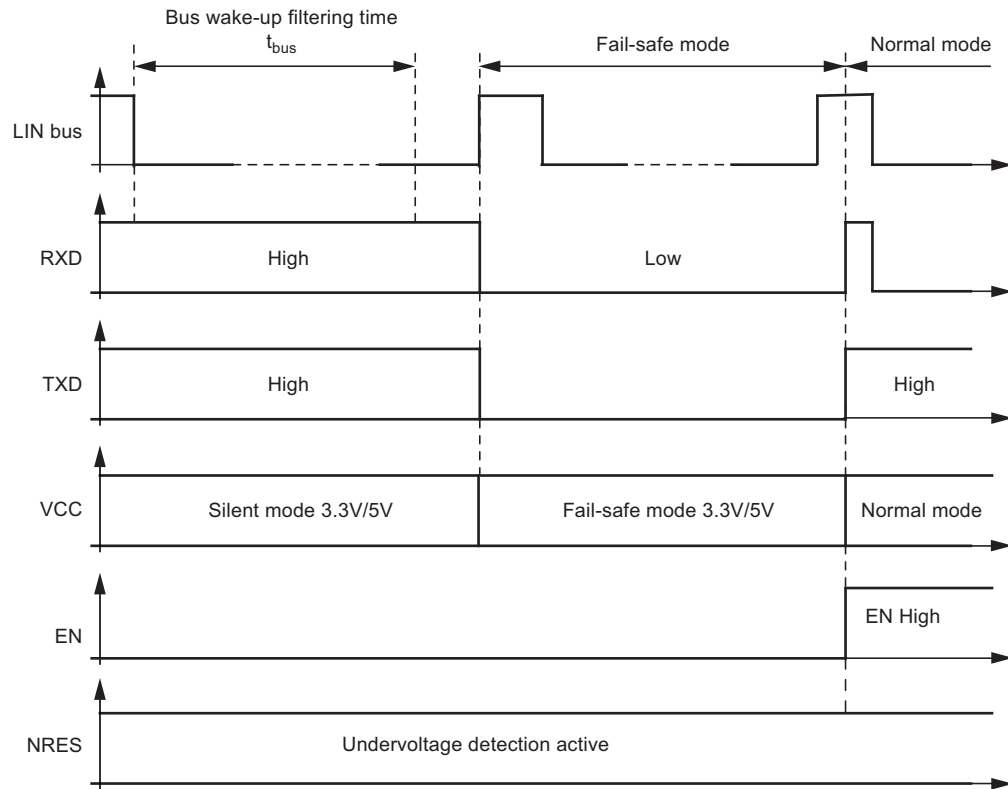 Bus wake-up filtering time
tbus
Fail-safe mode
Normal mode
LIN bus
RXD
High
Low
TXD
High
High
VCC
Silent mode 3.3V/5V
Fail-safe mode 3.3V/5V
Normal mode
EN
EN High
NRES
Undervoltage detection active